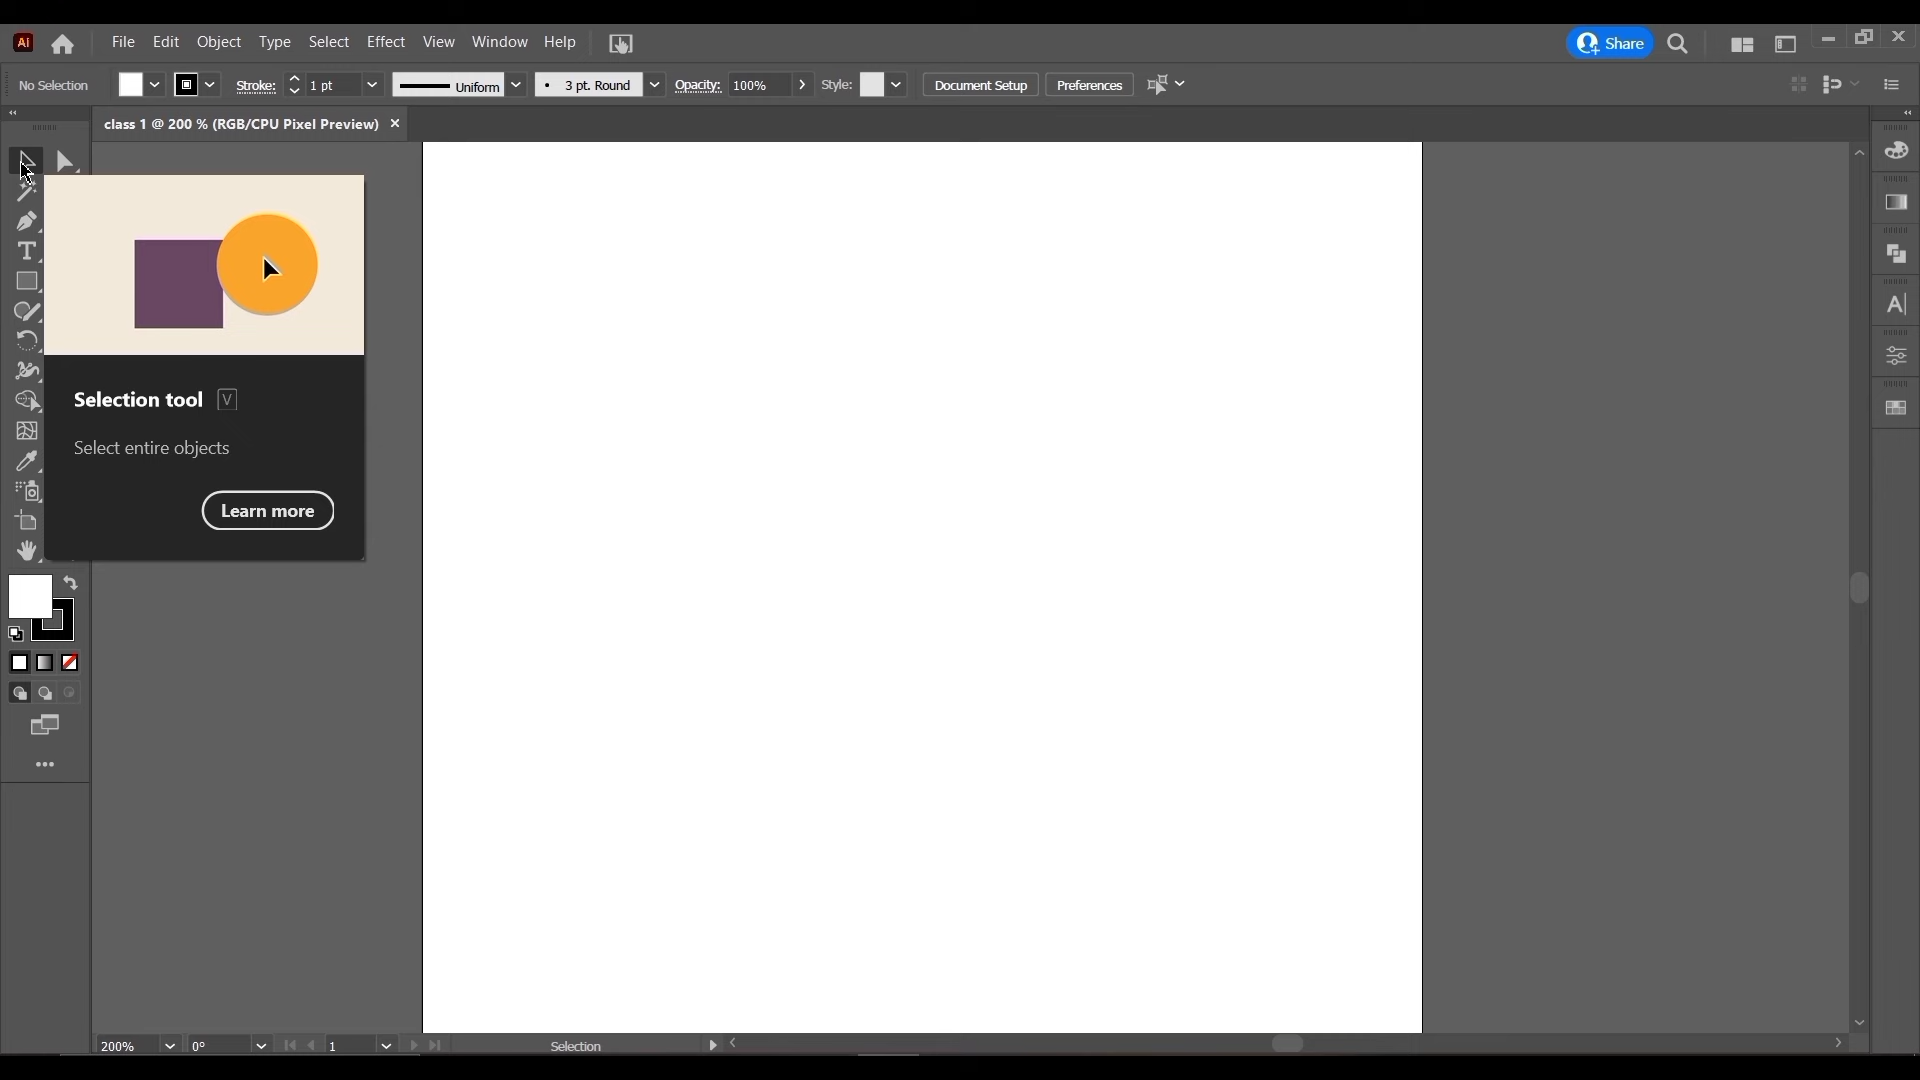 Ai File Edit Object Type Select Effect View Window Help Share
No Selection Stroke: 1 pt Uniform 3 pt. Round Opacity: 100% Style: Document Setup Preferences
class 1 @ 200 % (RGB/CPU Pixel Preview)
Selection tool V
Select entire objects
Learn more
200% 0° 1 Selection